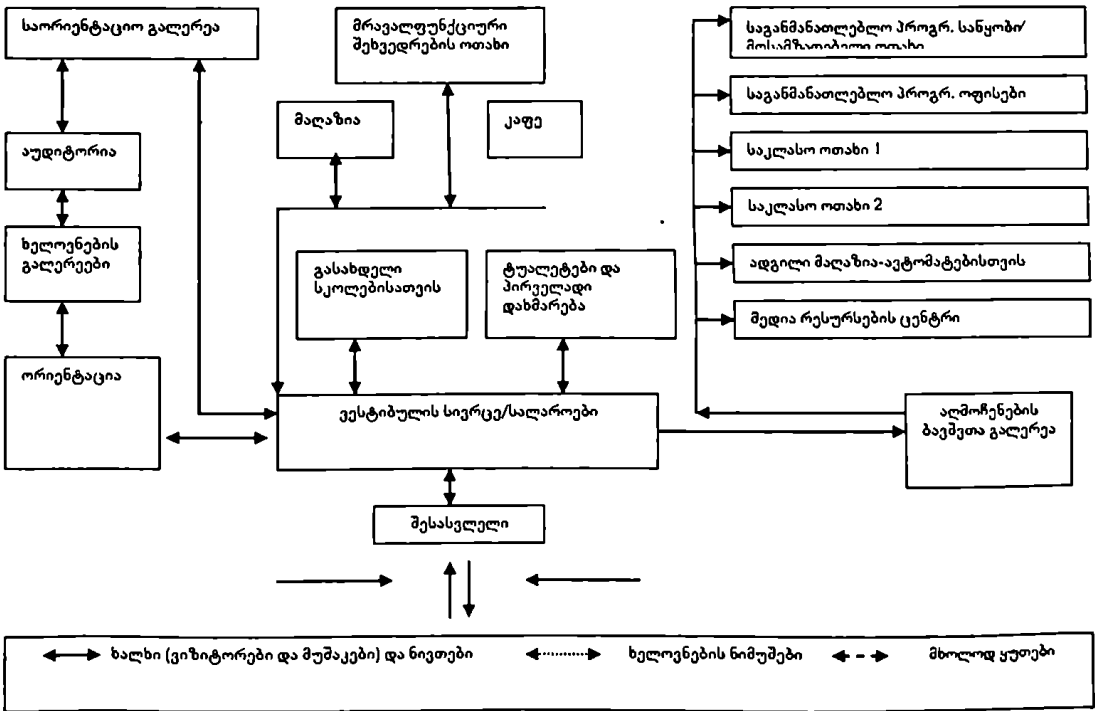 საორიენტაციო გალერეა
მრავალფუნქციური
შეხვედრების ოთახი
საგანმანათლებლო პროგრ. საწყობი/
მოსამზადებელი ოთახი
მაღაზია
კაფე
საგანმანათლებლო პროგრ. ოფისები
აუდიტორია
საკლასო ოთახი 1
საკლასო ოთახი 2
ხელოვნების
გალერეები
გასახდელი
სკოლებისათვის
ტუალეტები და
პირველადი
დახმარება
ადგილი მაღაზია-ავტომატებისთვის
მედია რესურსების ცენტრი
ორიენტაცია
ვესტიბულის სივრცე/სალაროები
აღმოჩენების
ბავშვთა გალერეა
შესასვლელი
ხალხი (ვიზიტორები და მუშაკები) და ნივთები
ხელოვნების ნიმუშები
მხოლოდ ყუთები